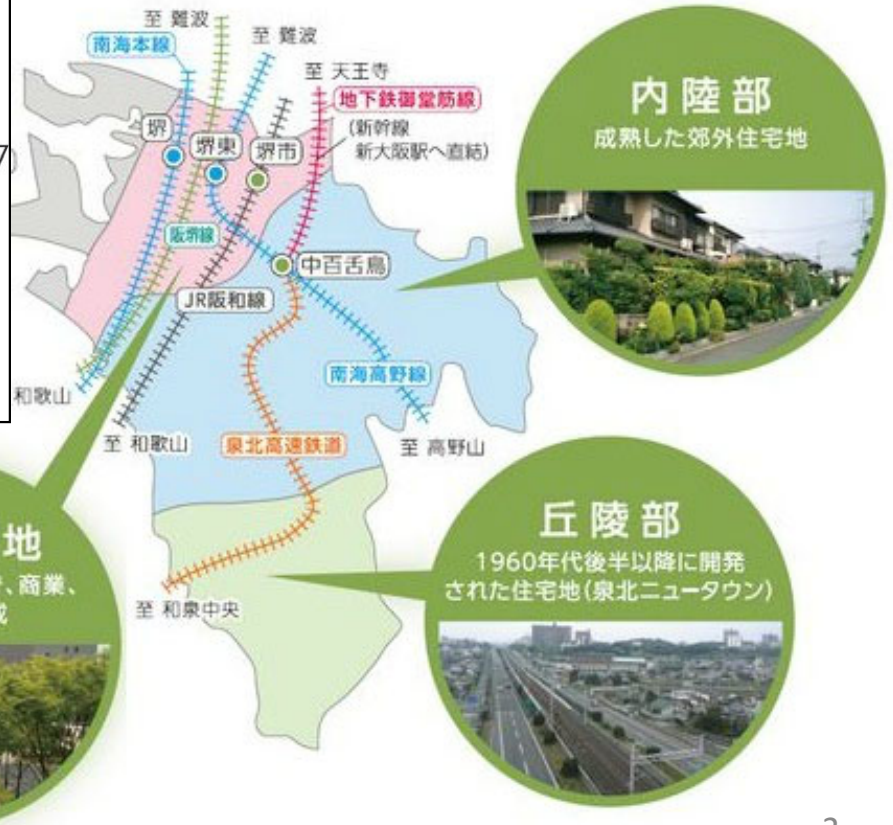 至 難波
南海本線
至 難波
至 天王寺
地下鉄御堂筋線
(新幹線
新大阪駅へ直結)
堺
堺東
堺市
7
阪堺線
中百舌鳥
JR阪和線
南海高野線
和歌山
至 和歌山
泉北高速鉄道
至 高野山
至 和泉中央
内陸部
成熟した郊外住宅地
地
、商業、
丘陵部
1960年代後半以降に開発
された住宅地(泉北ニュータウン)